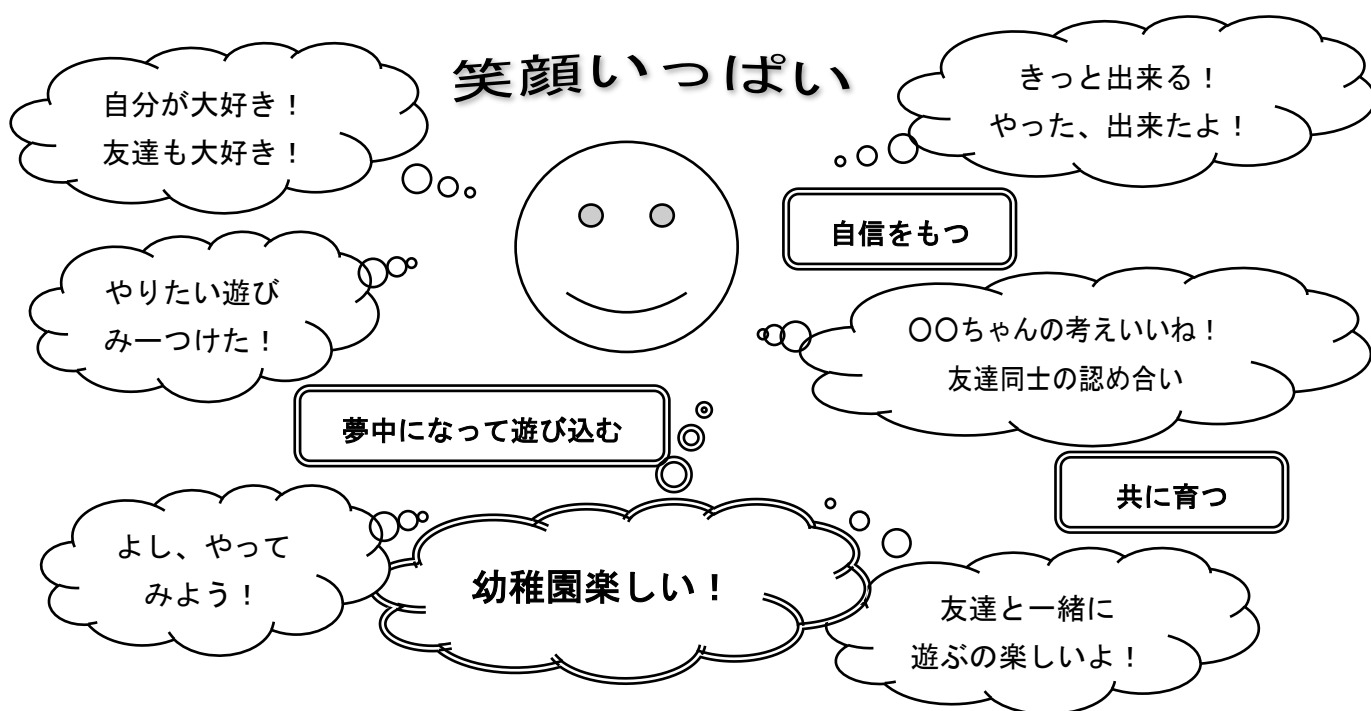 笑顔いっぱい
自分が大好き！
友達も大好き！
きっと出来る！
やった、出来たよ！
自信をもつ
やりたい遊び
みーつけた！
〇〇ちゃんの考えいいね！
友達同士の認め合い
夢中になって遊び込む
共に育つ
よし、やって
みよう！
幼稚園楽しい！
友達と一緒に
遊ぶの楽しいよ！